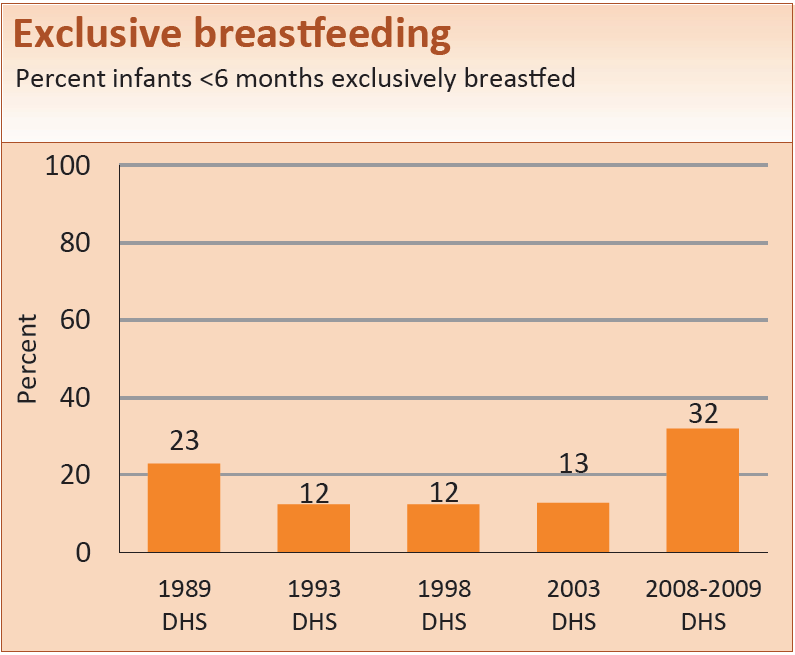 Exclusive breastfeeding
Percent infants <6 months exclusively breastfed
Percent
100
80
60
40
20
0
23
12
12
13
32
1989
DHS
1993
DHS
1998
DHS
2003
DHS
2008-2009
DHS